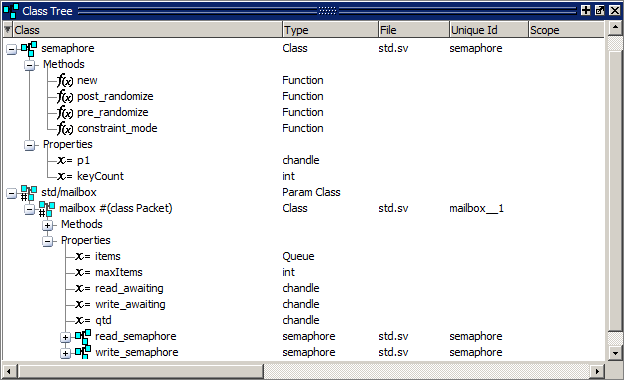 Class Tree
Class Type File Unique Id Scope
semaphore Class std.sv semaphore
Methods
f(x) new Function
f(x) post_randomize Function
f(x) pre_randomize Function
f(x) constraint_mode Function
Properties
x= p1 chandle
x= keyCount int
std/mailbox Param Class
mailbox #(class Packet) Class std.sv mailbox__1
Methods
Properties
x= items Queue
x= maxItems int
x= read_awaiting chandle
x= write_awaiting chandle
x= qtd chandle
read_semaphore semaphore std.sv semaphore
write_semaphore semaphore std.sv semaphore